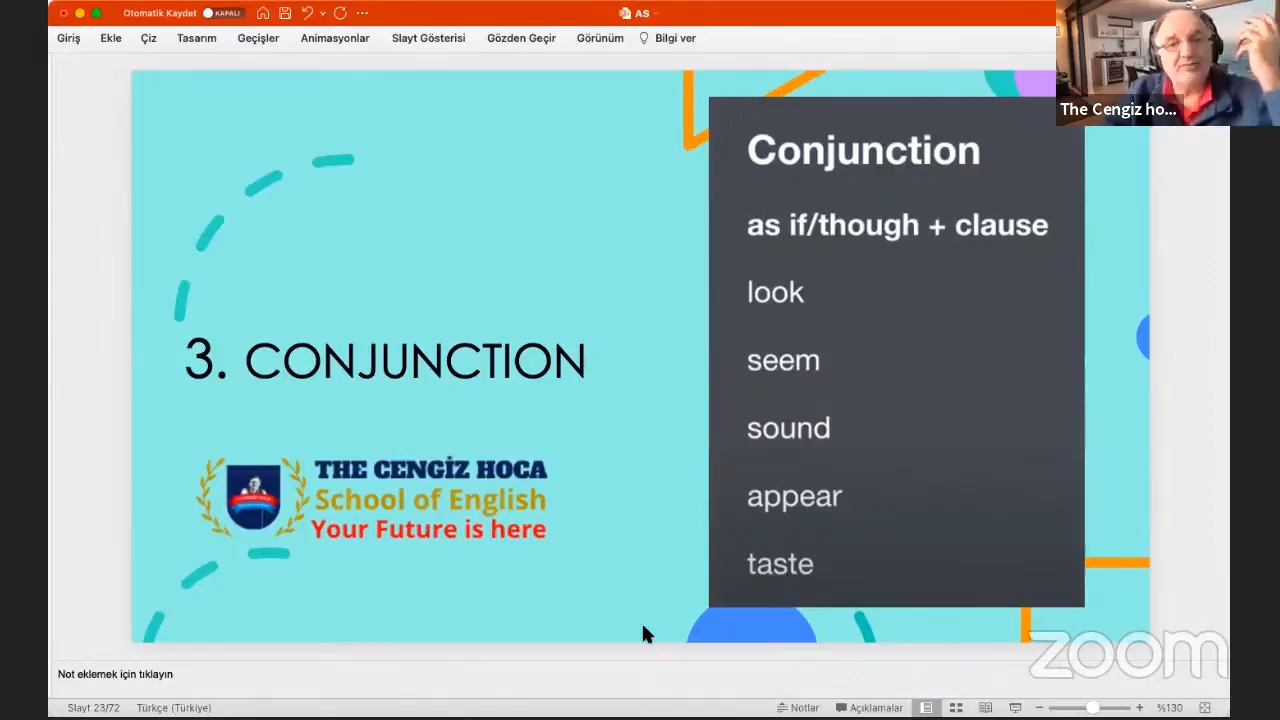 Otomatik Kaydet KAPALI
AS
Giriş Ekle Çiz Tasarım Geçişler Animasyonlar Slayt Gösterisi Gözden Geçir Görünüm Bilgi ver
The Cengiz ho...
Conjunction
as if/though + clause
look
seem
sound
appear
taste
3. CONJUNCTION
THE CENGİZ HOCA
School of English
Your Future is here
zoom
Not eklemek için tıklayın
Slayt 23/72 Türkçe (Türkiye) Notlar Açıklamalar %130